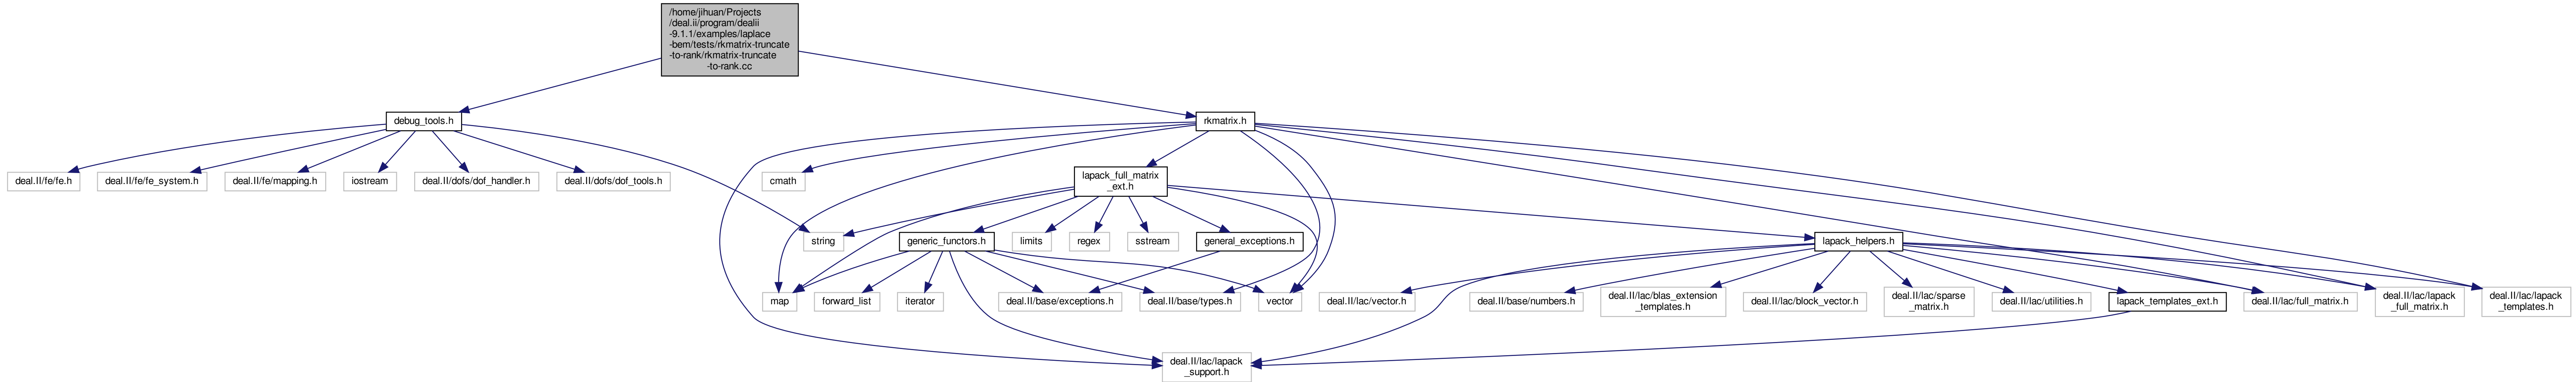 /home/jihuan/Projects
/deal.ii/program/dealii
-9.1.1/examples/laplace
-bem/tests/rkmatrix-truncate
-to-rank/rkmatrix-truncate
-to-rank.cc
debug_tools.h
rkmatrix.h
deal.II/fe/fe.h
deal.II/fe/fe_system.h
deal.II/fe/mapping.h
iostream
deal.II/dofs/dof_handler.h
deal.II/dofs/dof_tools.h
cmath
lapack_full_matrix
_ext.h
string
generic_functors.h
limits
regex
sstream
general_exceptions.h
lapack_helpers.h
map
forward_list
iterator
deal.II/base/exceptions.h
deal.II/base/types.h
vector
deal.II/lac/vector.h
deal.II/base/numbers.h
deal.II/lac/blas_extension
_templates.h
deal.II/lac/block_vector.h
deal.II/lac/sparse
_matrix.h
deal.II/lac/utilities.h
lapack_templates_ext.h
deal.II/lac/full_matrix.h
deal.II/lac/lapack
_full_matrix.h
deal.II/lac/lapack
_templates.h
deal.II/lac/lapack
_support.h